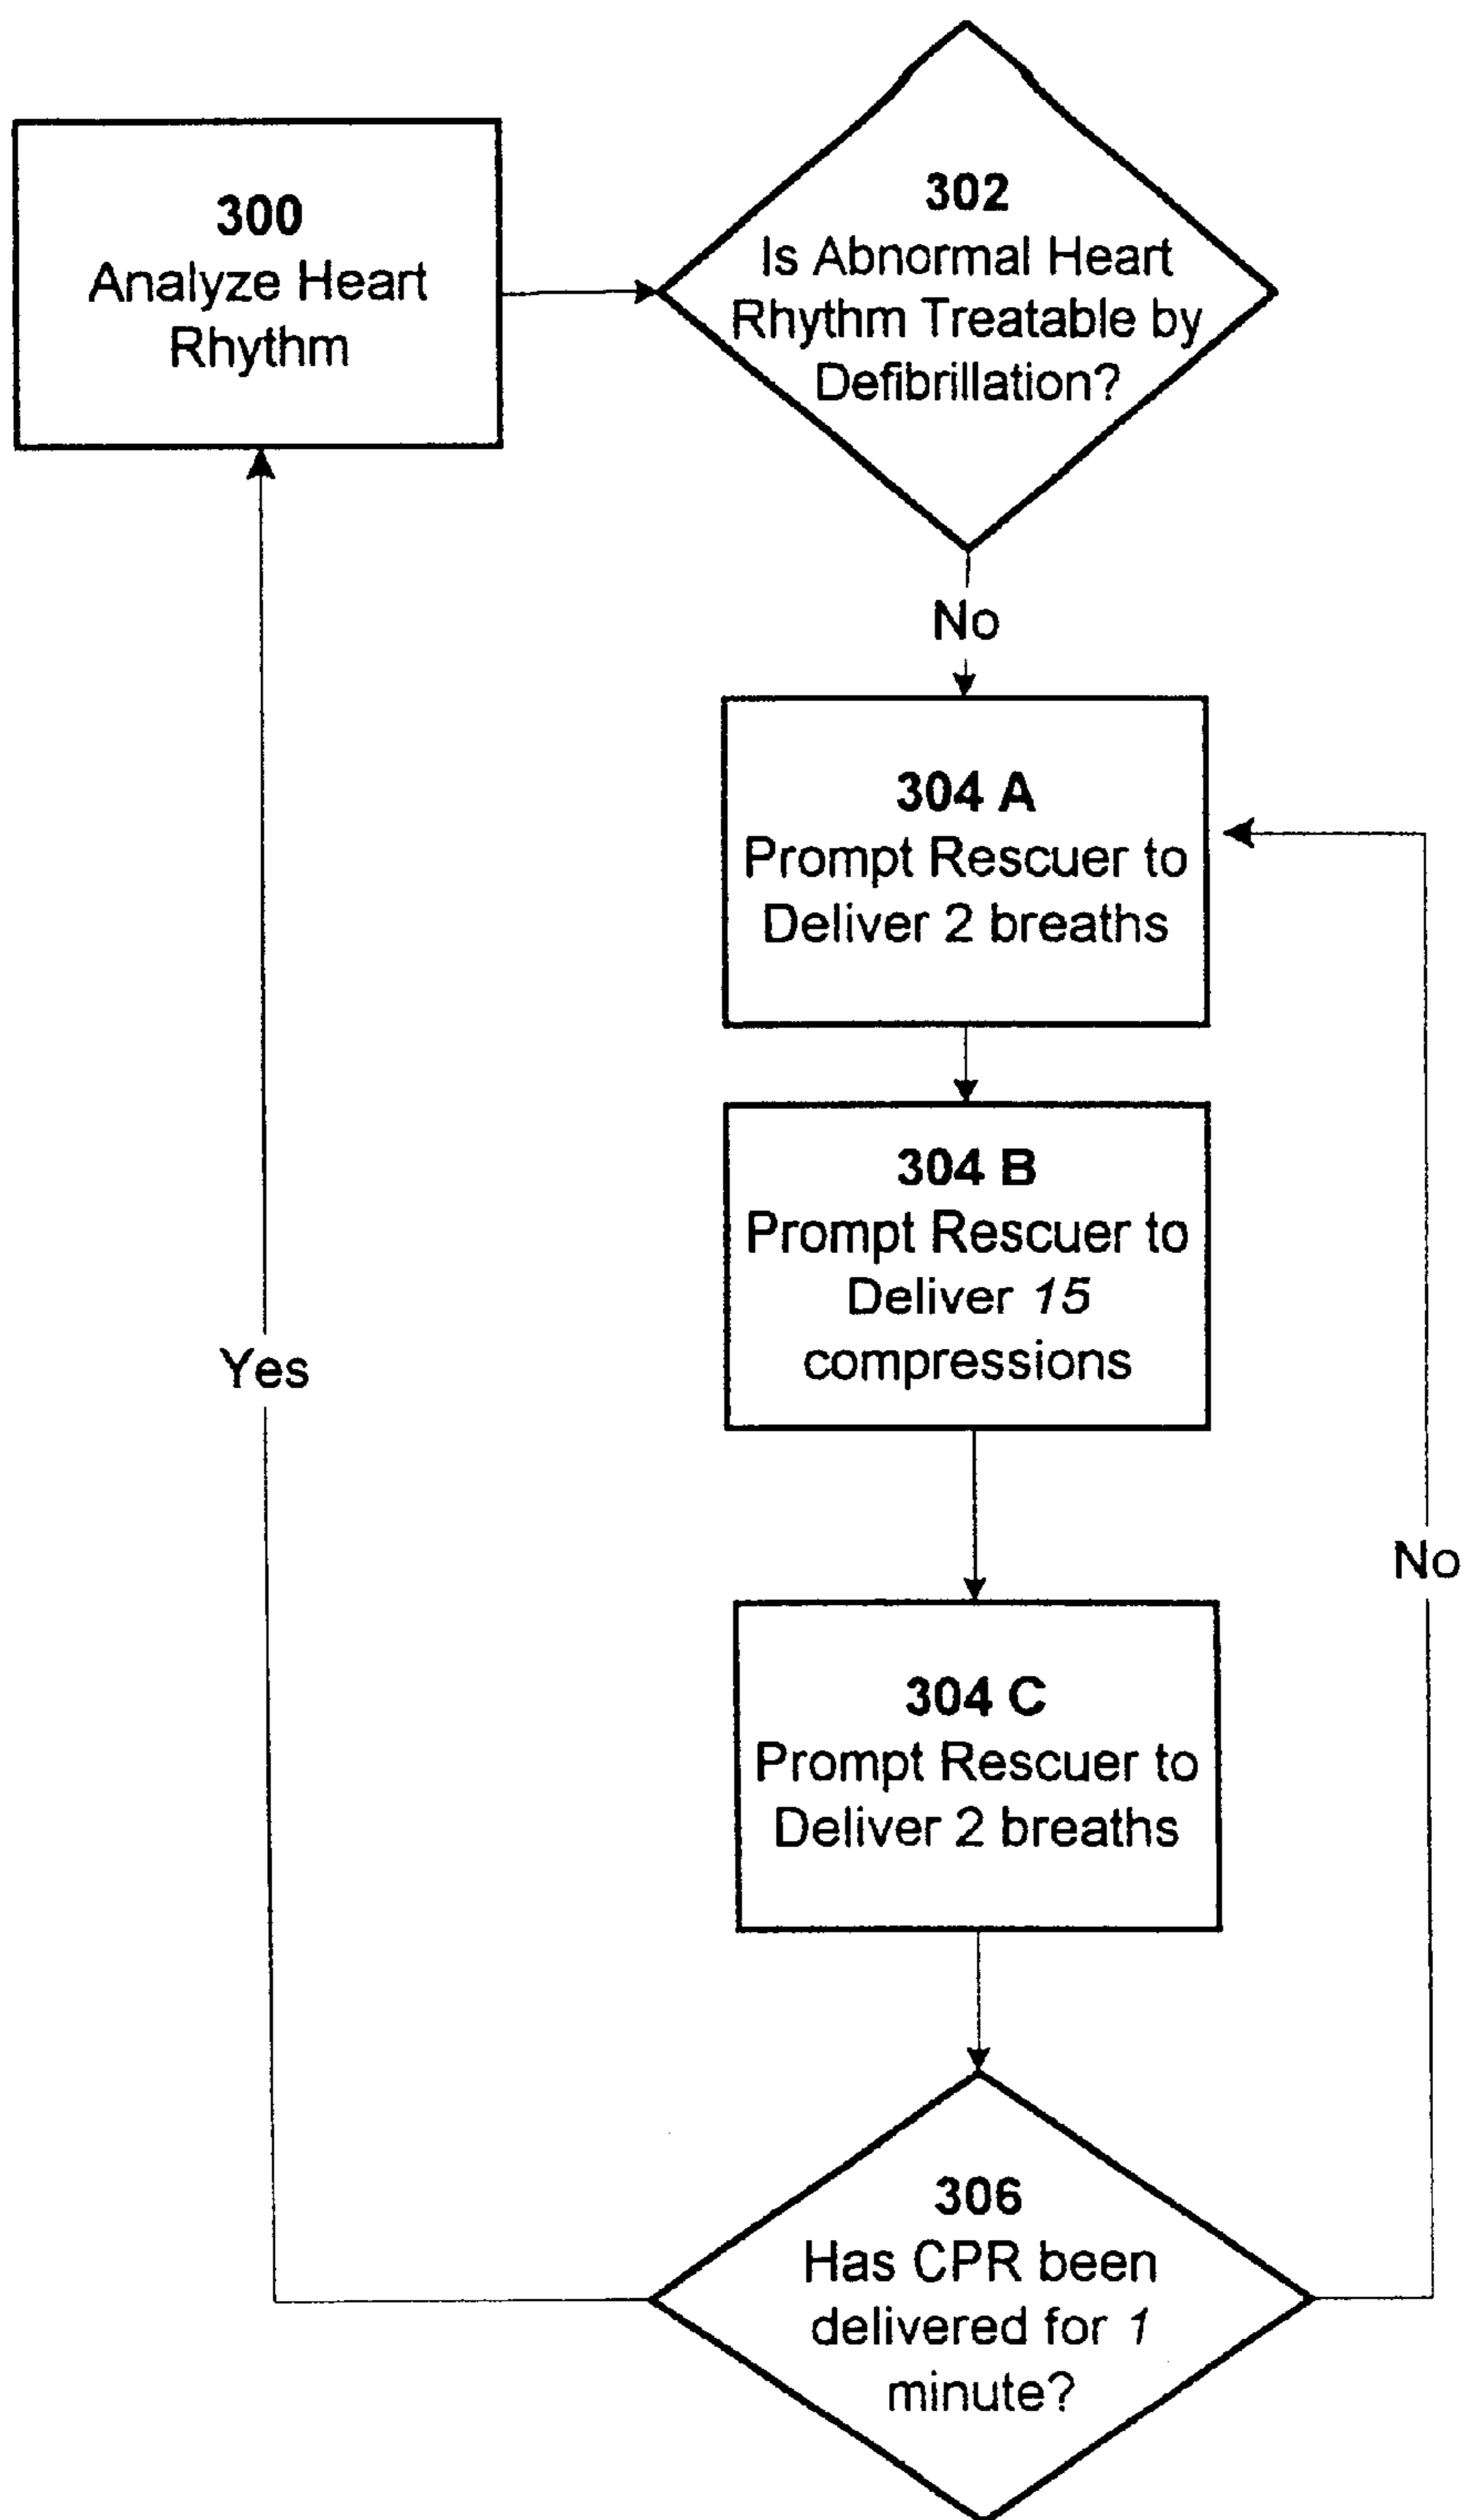 300
Analyze Heart
Rhythm
302
Is Abnormal Heart
Rhythm Treatable by
Defibrillation?
No
304 A
Prompt Rescuer to
Deliver 2 breaths
304 B
Prompt Rescuer to
Deliver 15
compressions
Yes
No
304 C
Prompt Rescuer to
Deliver 2 breaths
306
Has CPR been
delivered for 1
minute?